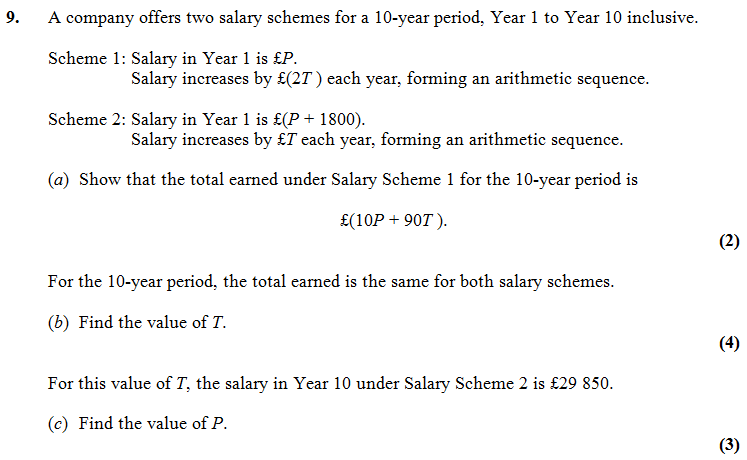 9. A company offers two salary schemes for a 10-year period, Year 1 to Year 10 inclusive.
Scheme 1: Salary in Year 1 is £P.
Salary increases by £(2T ) each year, forming an arithmetic sequence.
Scheme 2: Salary in Year 1 is £(P + 1800).
Salary increases by £T each year, forming an arithmetic sequence.
(a) Show that the total earned under Salary Scheme 1 for the 10-year period is
£(10P + 90T ).
(2)
For the 10-year period, the total earned is the same for both salary schemes.
(b) Find the value of T.
(4)
For this value of T, the salary in Year 10 under Salary Scheme 2 is £29 850.
(c) Find the value of P.
(3)